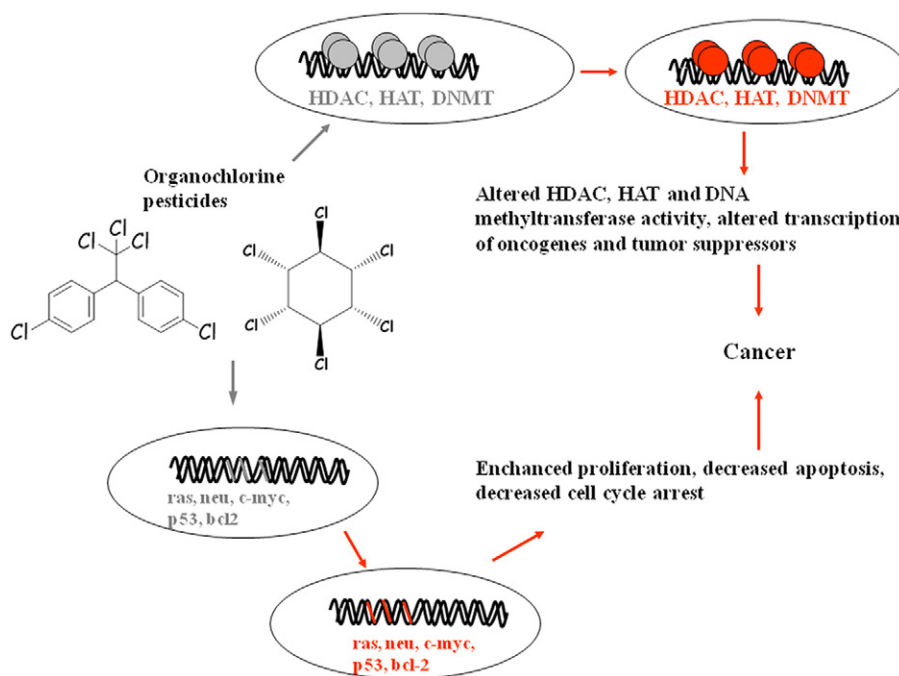 HDAC, HAT, DNMT
HDAC, HAT, DNMT
Organochlorine
pesticides
Altered HDAC, HAT and DNA
methyltransferase activity, altered transcription
of oncogenes and tumor suppressors
Cl Cl Cl
Cl Cl
Cl
Cl Cl
Cl Cl
Cl
Cancer
ras, neu, c-myc,
p53, bcl2
Enchanced proliferation, decreased apoptosis,
decreased cell cycle arrest
ras, neu, c-myc,
p53, bcl-2